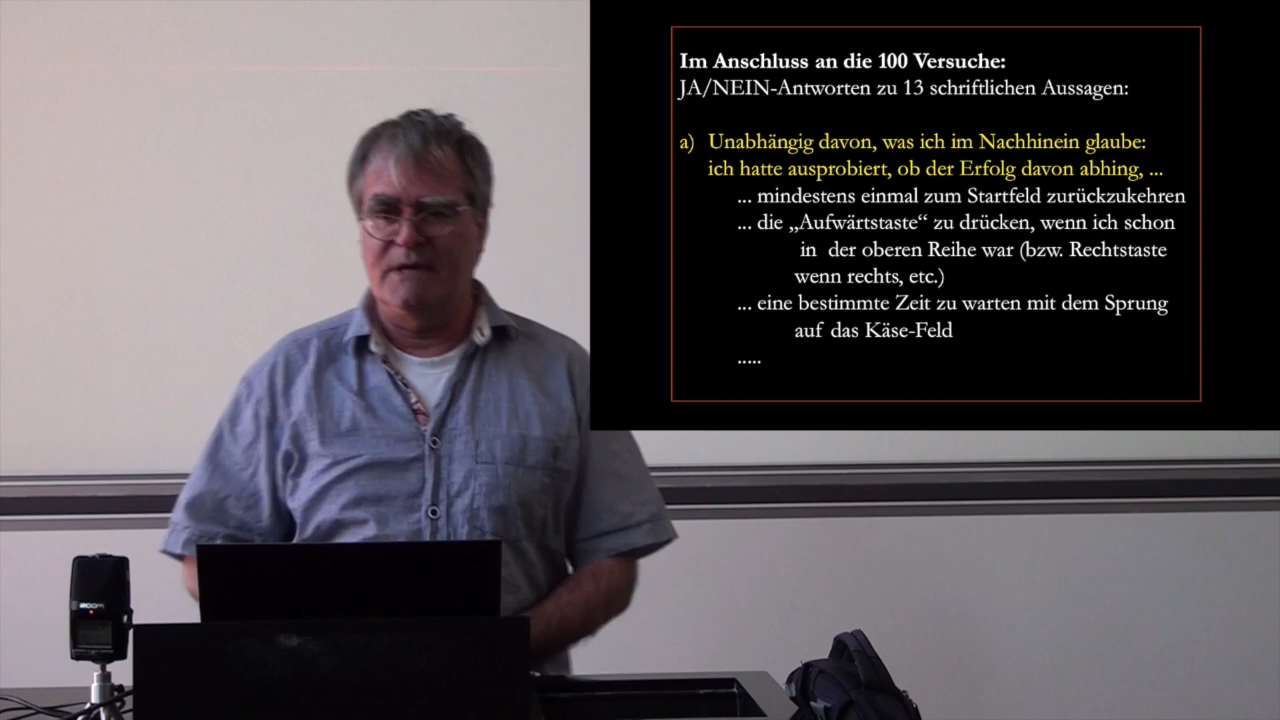 Im Anschluss an die 100 Versuche:
JA/NEIN-Antworten zu 13 schriftlichen Aussagen:
a) Unabhängig davon, was ich im Nachhinein glaube:
ich hatte ausprobiert, ob der Erfolg davon abhing, ...
... mindestens einmal zum Startfeld zurückzukehren
... die „Aufwärtstaste“ zu drücken, wenn ich schon
in der oberen Reihe war (bzw. Rechtstaste
wenn rechts, etc.)
... eine bestimmte Zeit zu warten mit dem Sprung
auf das Käse-Feld
.....
zoom